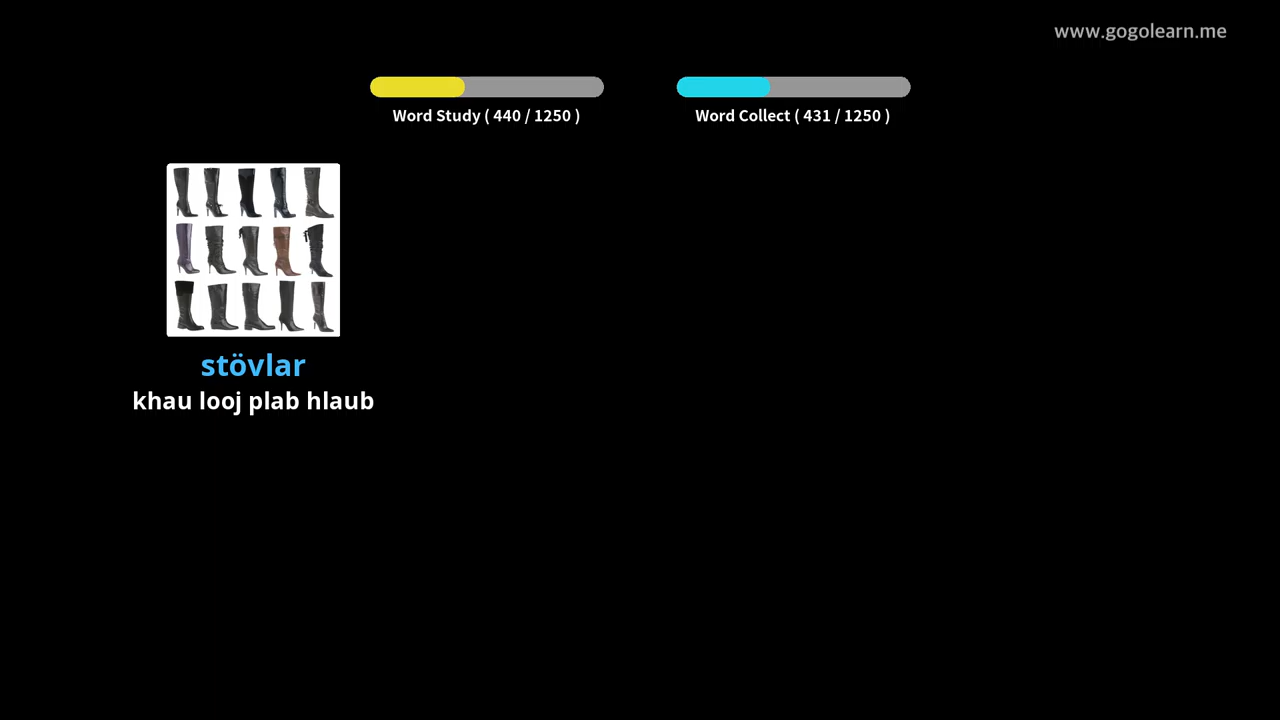 www.gogolearn.me
Word Study ( 440 / 1250 )
Word Collect ( 431 / 1250 )
stövlar
khau looj plab hlaub